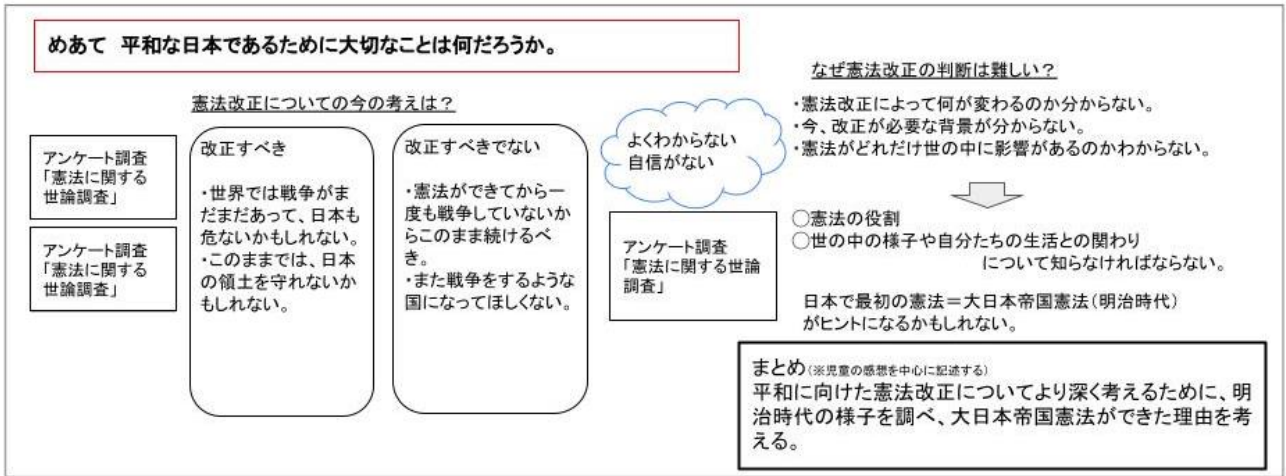 めあて 平和な日本であるために大切なことは何だろうか。
憲法改正についての今の考えは?
アンケート調査
「憲法に関する
世論調査」
アンケート調査
「憲法に関する
世論調査」
改正すべき
・世界では戦争がま
だまだあって、日本も
危ないかもしれない。
・このままでは、日本
の領土を守れないか
もしれない。
改正すべきでない
・憲法ができてから一
度も戦争していないか
らこのまま続けるべ
き。
・また戦争をするような
国になってほしくない。
よくわからない
自信がない
アンケート調査
「憲法に関する世論
調査」
なぜ憲法改正の判断は難しい?
・憲法改正によって何が変わるのか分からない。
・今、改正が必要な背景が分からない。
・憲法がどれだけ世の中に影響があるのかわからない。
○憲法の役割
○世の中の様子や自分たちの生活との関わり
について知らなければならない。
日本で最初の憲法=大日本帝国憲法(明治時代)
がヒントになるかもしれない。
まとめ(※児童の感想を中心に記述する)
平和に向けた憲法改正についてより深く考えるために、明
治時代の様子を調べ、大日本帝国憲法ができた理由を考
える。